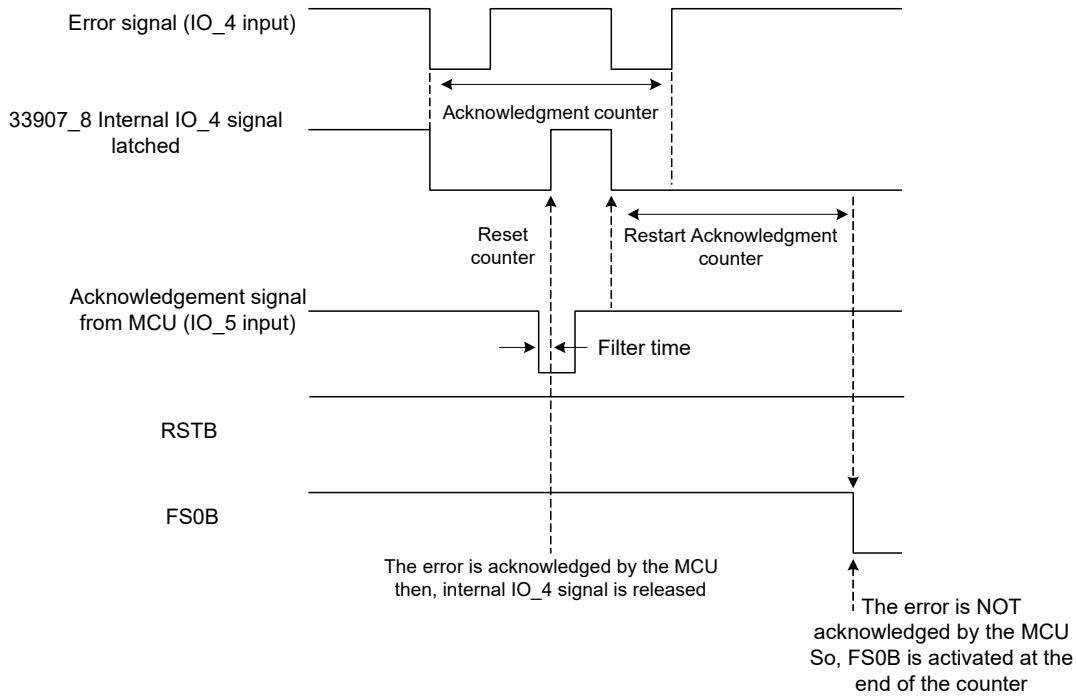 Error signal (IO_4 input)
Acknowledgment counter
33907_8 Internal IO_4 signal
latched
Reset
counter
Restart Acknowledgment
counter
Acknowledgement signal
from MCU (IO_5 input)
Filter time
RSTB
FS0B
The error is acknowledged by the MCU
then, internal IO_4 signal is released
The error is NOT
acknowledged by the MCU
So, FS0B is activated at the
end of the counter